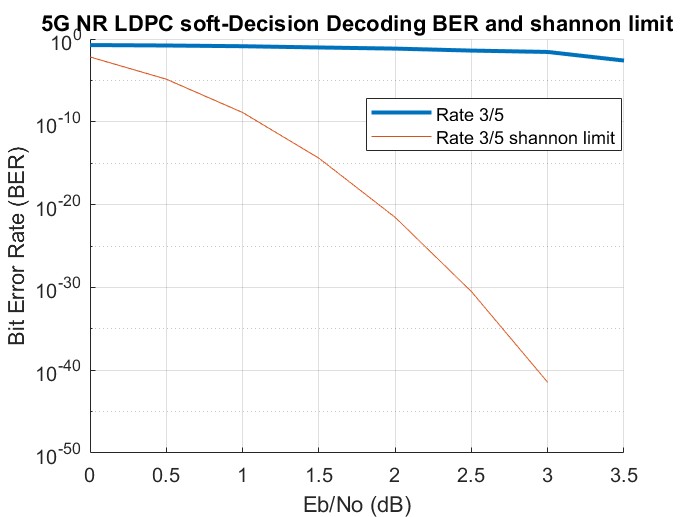 5G NR LDPC soft-Decision Decoding BER and shannon limit
10^0
10^-10
10^-20
10^-30
10^-40
10^-50
Bit Error Rate (BER)
Rate 3/5
Rate 3/5 shannon limit
0 0.5 1 1.5 2 2.5 3 3.5
Eb/No (dB)